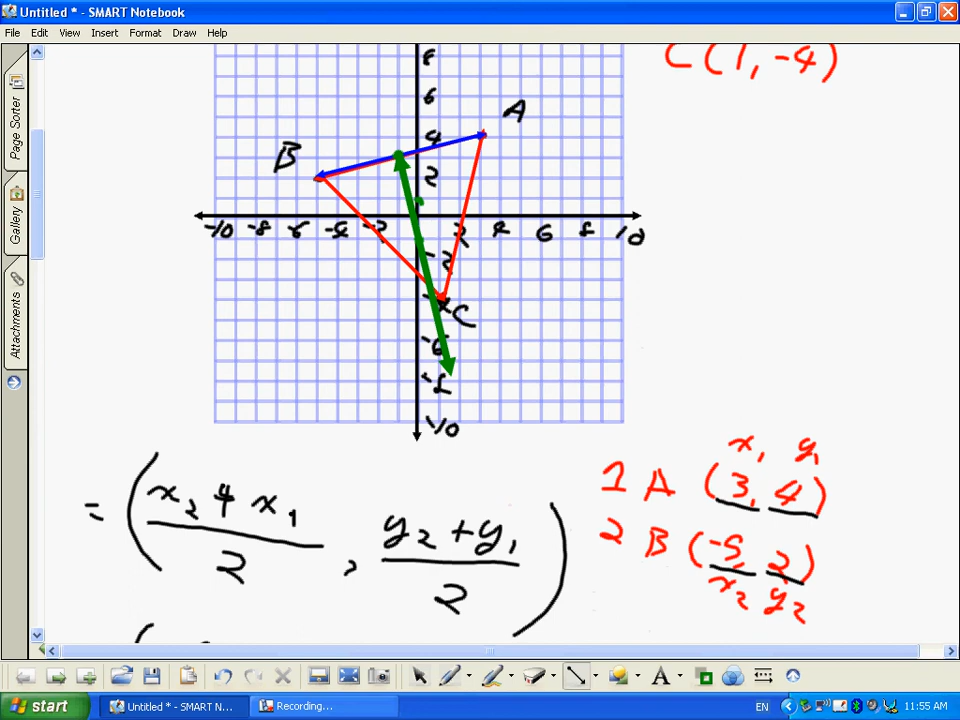 Untitled * - SMART Notebook
File Edit View Insert Format Draw Help
Page Sorter
Gallery
Attachments
C (1, -4)
8
6
A
4
B
2
-10 -8 -6 -2 2 4 6 8 10
-2
C
-6
-10
x1 y1
1 A (3, 4)
2 B (-5, 2)
x2 y2
= (x2 + x1 / 2 , y2 + y1 / 2)
start
Untitled * - SMART N...
Recording...
EN
11:55 AM